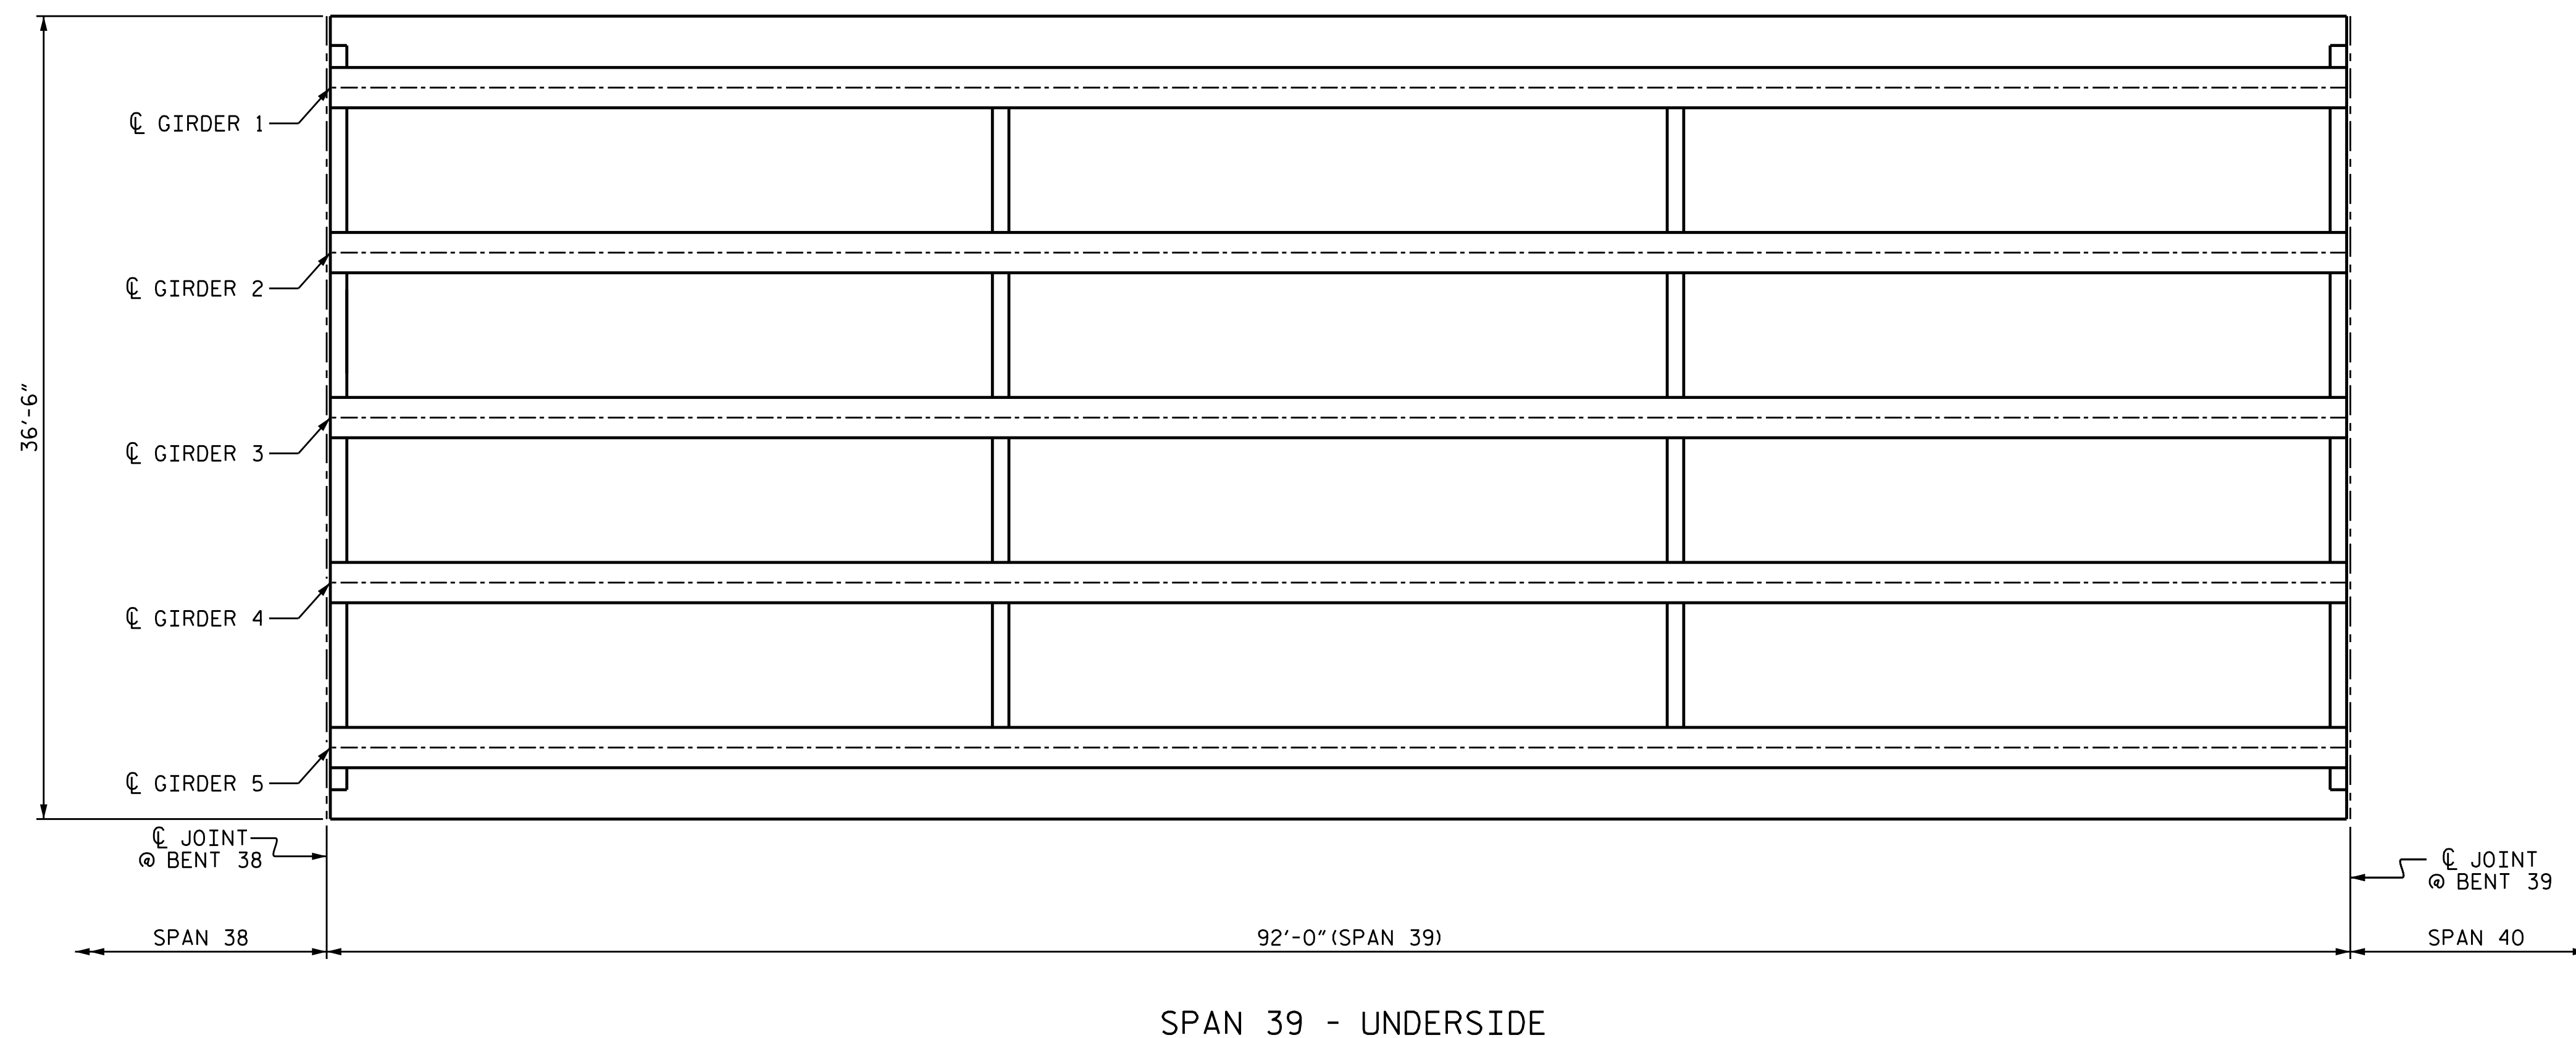 ℄ GIRDER 1
℄ GIRDER 2
36'-6"
℄ GIRDER 3
℄ GIRDER 4
℄ GIRDER 5
℄ JOINT
@ BENT 38
℄ JOINT
@ BENT 39
SPAN 38
92'-0" (SPAN 39)
SPAN 40
SPAN 39 - UNDERSIDE